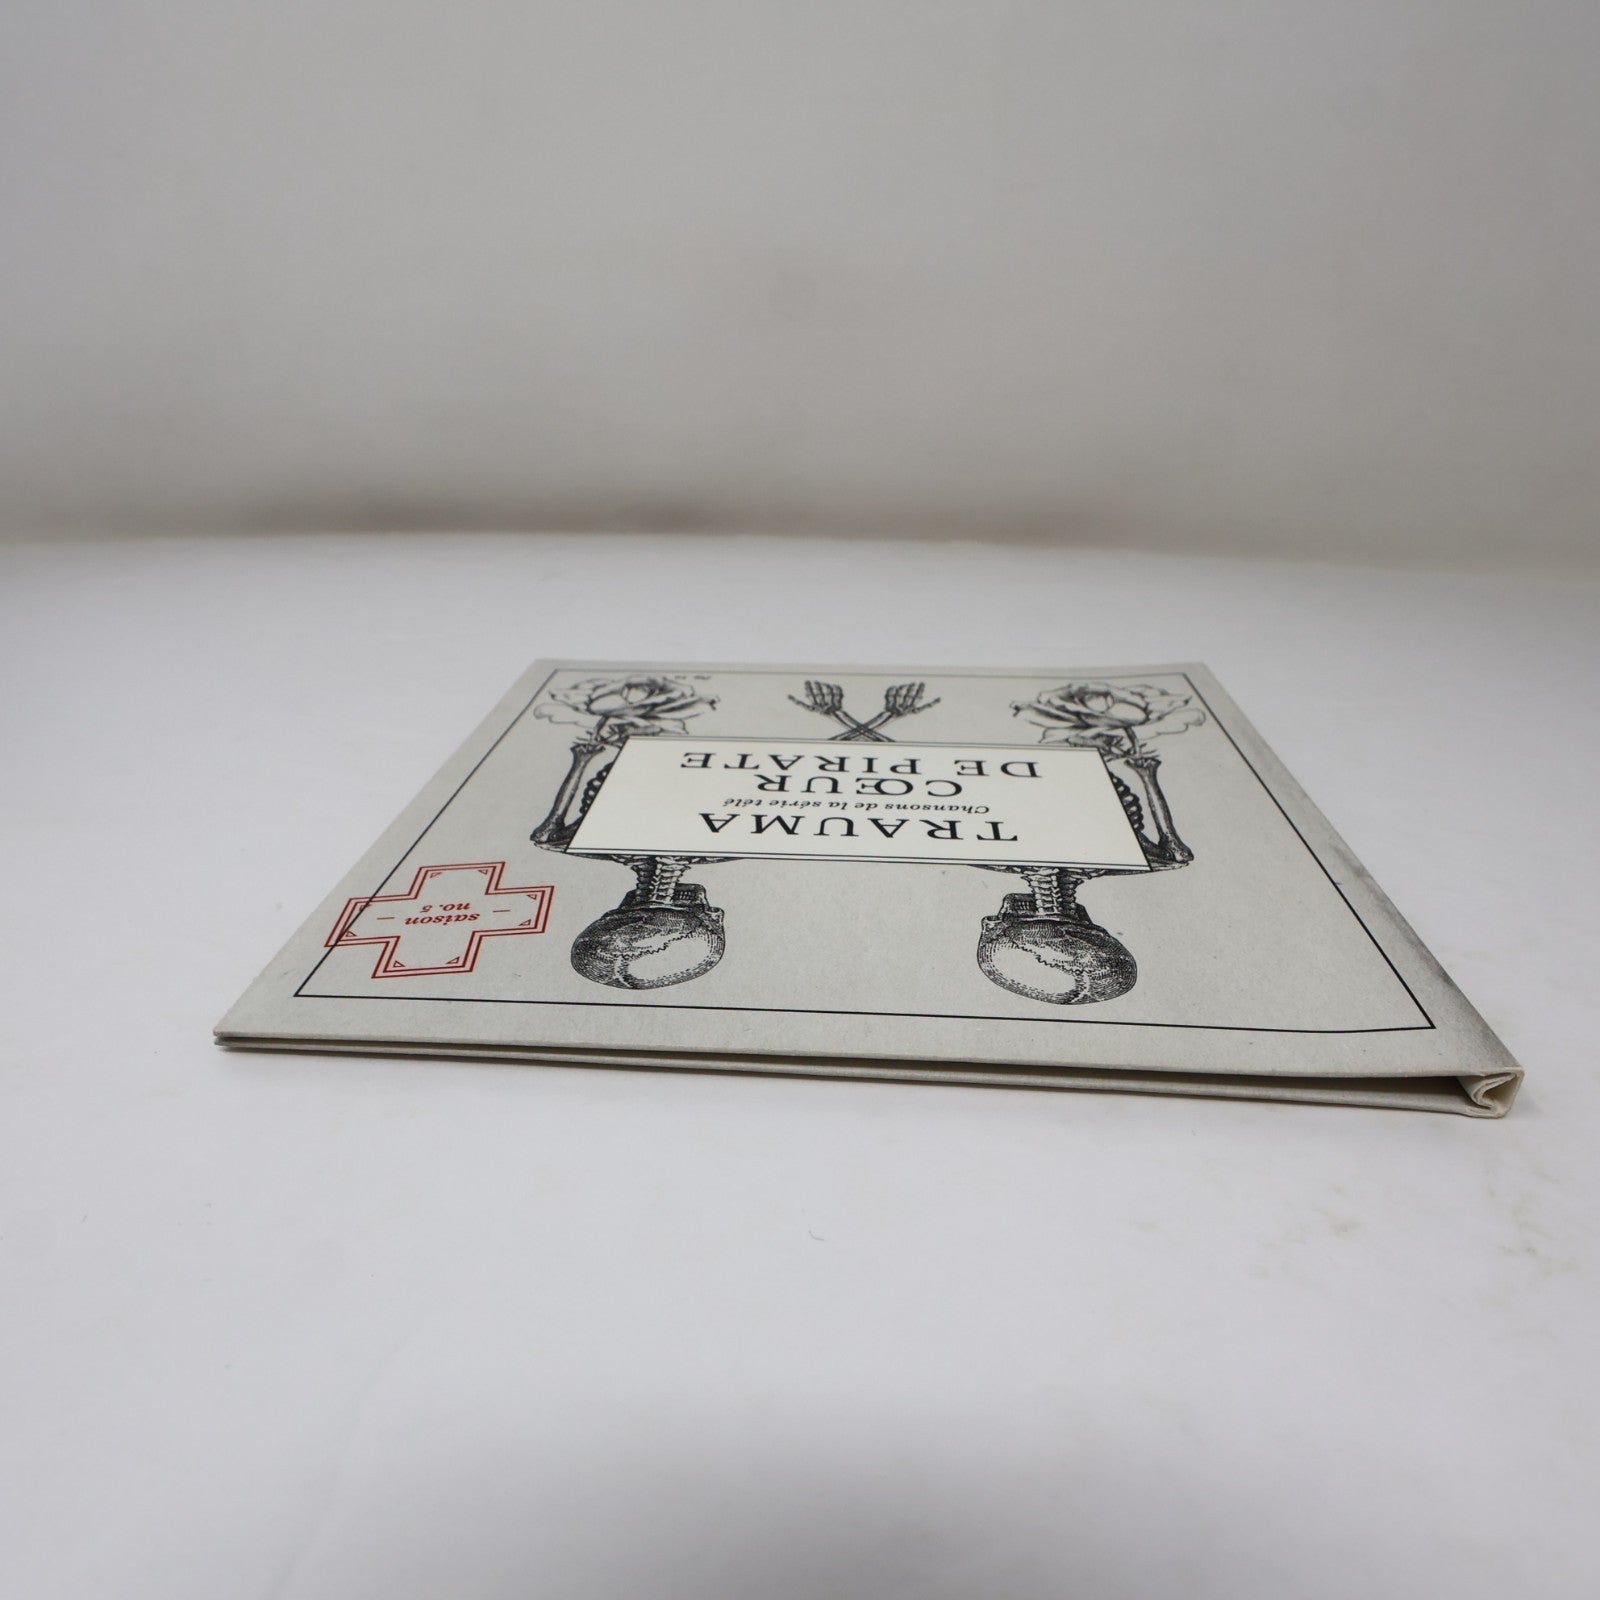 TRAUMA
Chansons de la série télé
CŒUR
DE PIRATE
saison
no. 5